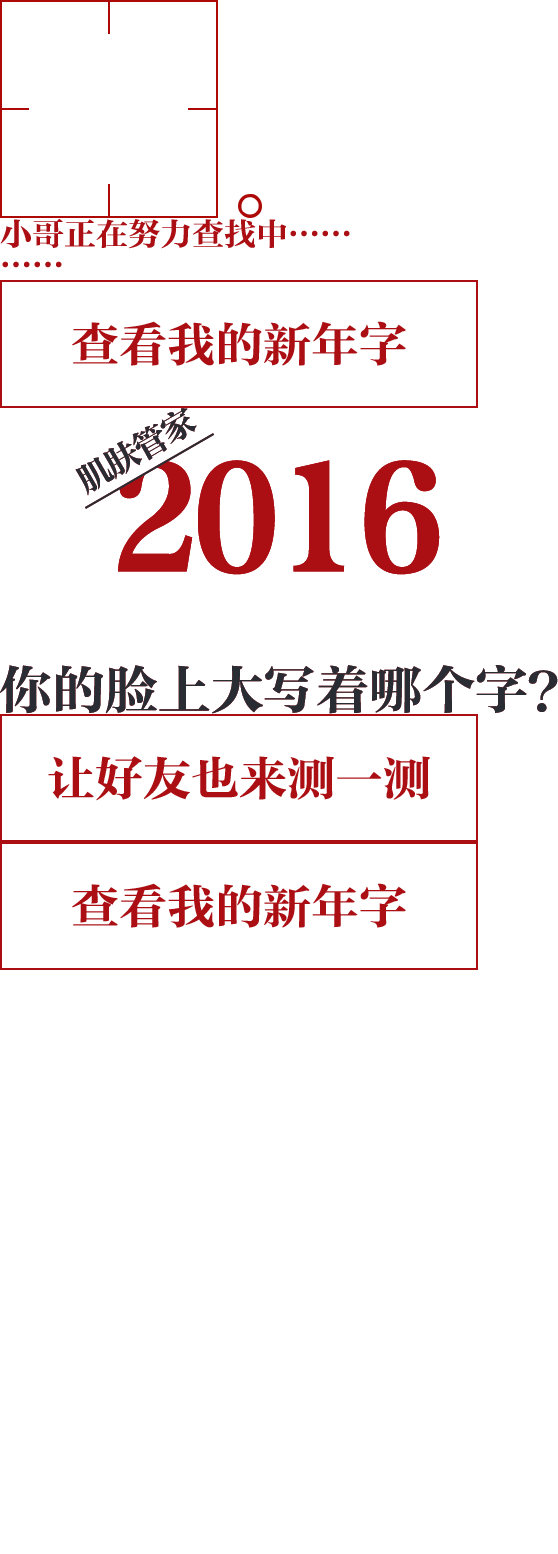 小哥正在努力查找中……
……
查看我的新年字
肌肤管家
2016
你的脸上大写着哪个字?
让好友也来测一测
查看我的新年字